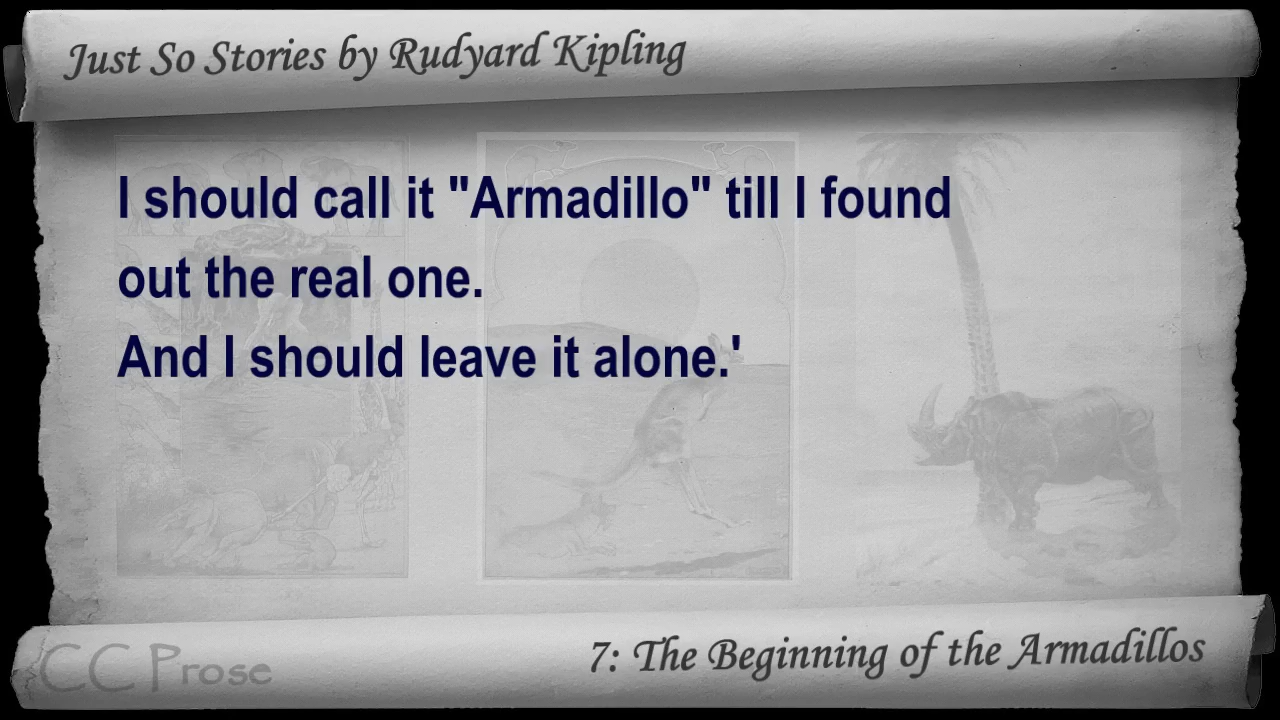 Just So Stories by Rudyard Kipling
I should call it "Armadillo" till I found
out the real one.
And I should leave it alone.'
CC Prose
7: The Beginning of the Armadillos